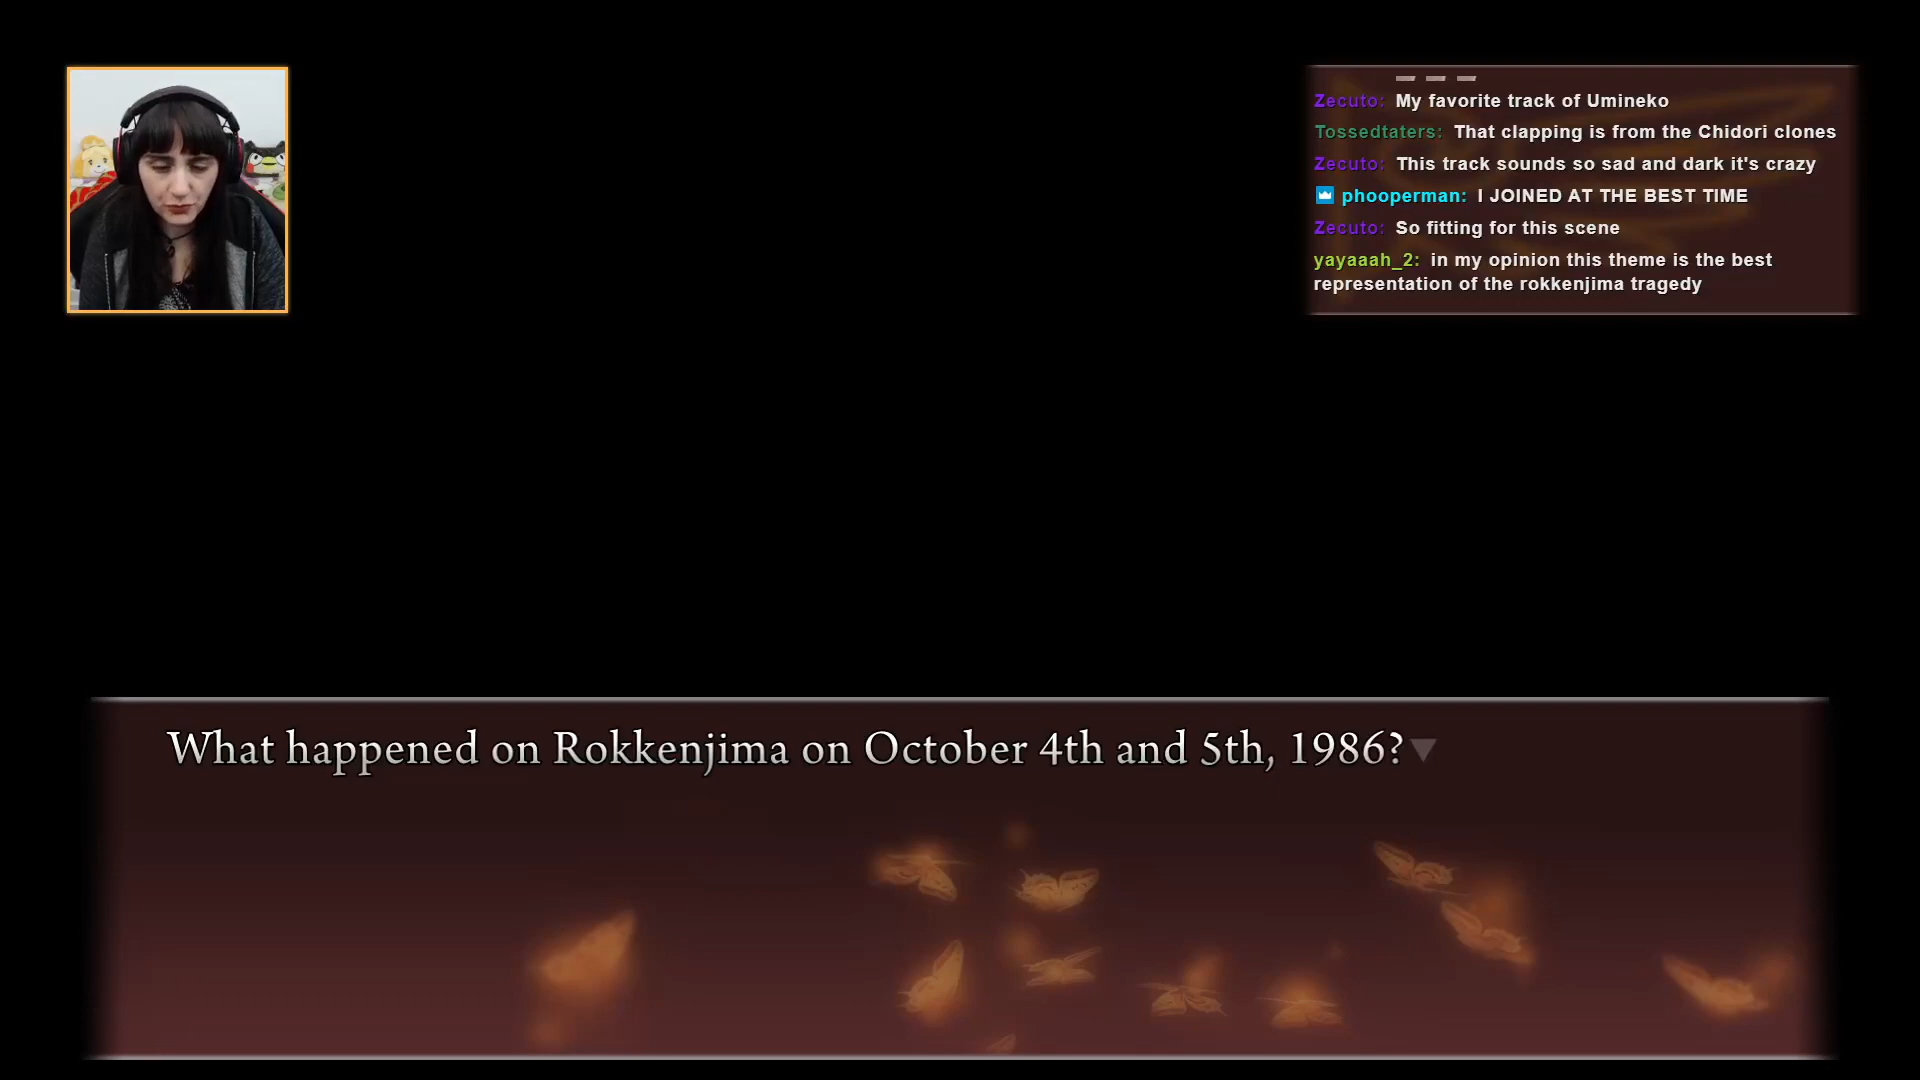 Zecuto: My favorite track of Umineko
Tossedtaters: That clapping is from the Chidori clones
Zecuto: This track sounds so sad and dark it's crazy
phooperman: I JOINED AT THE BEST TIME
Zecuto: So fitting for this scene
yayaaah_2: in my opinion this theme is the best
representation of the rokkenjima tragedy
What happened on Rokkenjima on October 4th and 5th, 1986?